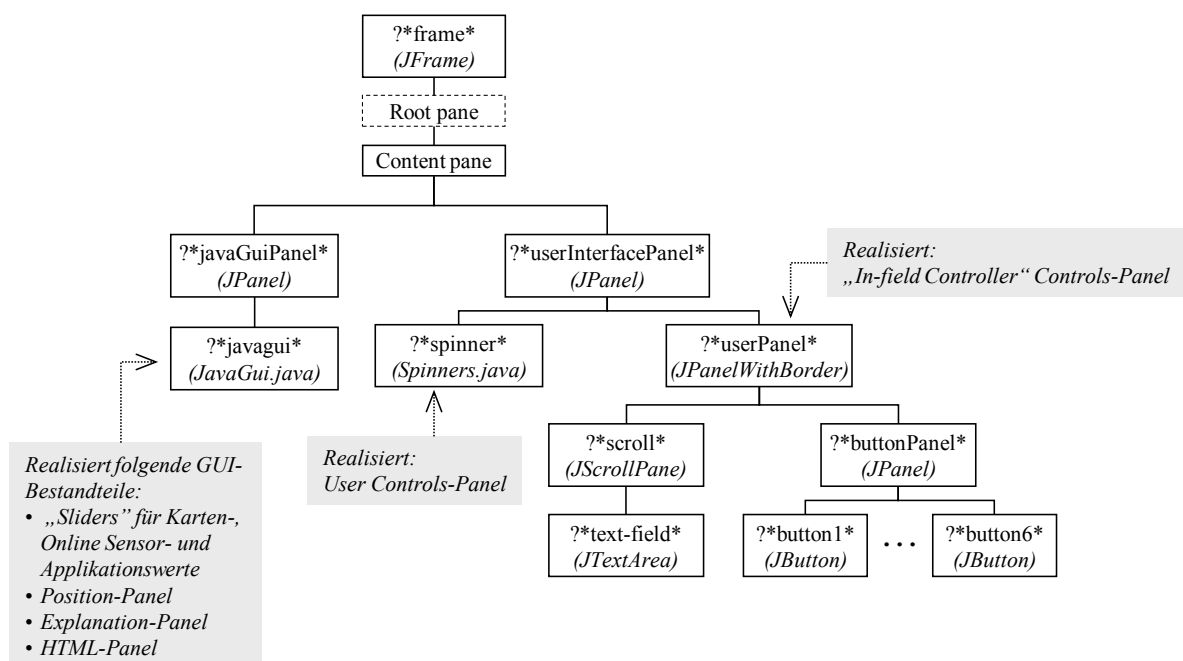 ?*frame*
(JFrame)
Root pane
Content pane
?*javaGuiPanel*
(JPanel)
?*userInterfacePanel*
(JPanel)
Realisiert:
„In-field Controller“ Controls-Panel
?*javagui*
(JavaGui.java)
?*spinner*
(Spinners.java)
?*userPanel*
(JPanelWithBorder)
?*scroll*
(JScrollPane)
?*buttonPanel*
(JPanel)
Realisiert folgende GUI-
Bestandteile:
• „Sliders” für Karten-,
Online Sensor- und
Applikationswerte
• Position-Panel
• Explanation-Panel
• HTML-Panel
Realisiert:
User Controls-Panel
?*text-field*
(JTextArea)
?*button1*
(JButton)
...
?*button6*
(JButton)